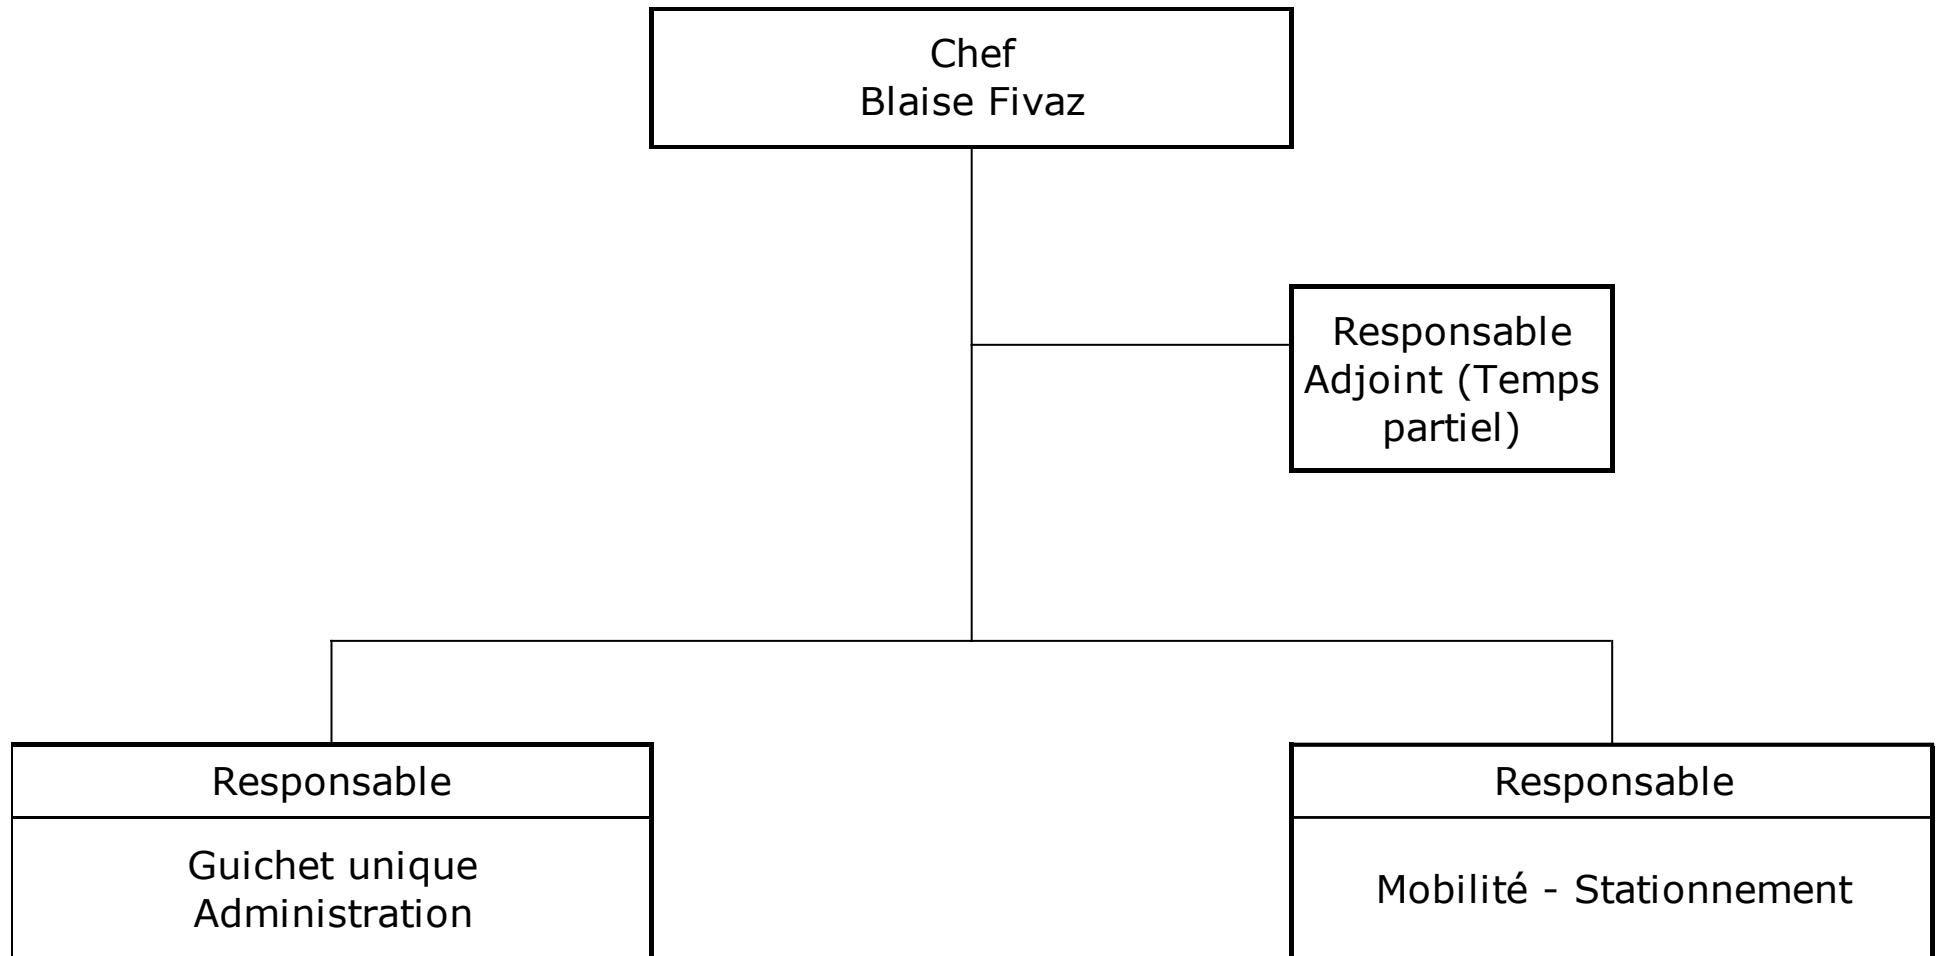 Chef
Blaise Fivaz
Responsable
Adjoint (Temps
partiel)
Responsable
Guichet unique
Administration
Responsable
Mobilité - Stationnement